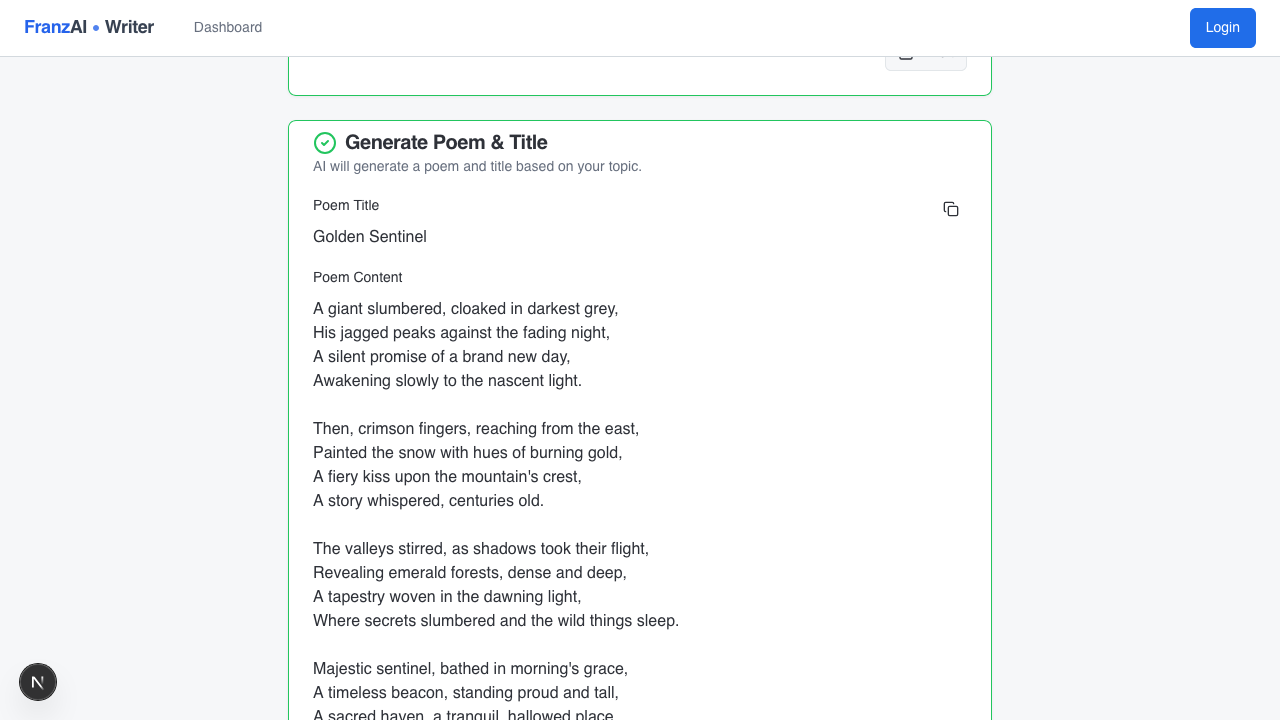 FranzAI • Writer
Dashboard
Login
Generate Poem & Title
AI will generate a poem and title based on your topic.
Poem Title
Golden Sentinel
Poem Content
A giant slumbered, cloaked in darkest grey,
His jagged peaks against the fading night,
A silent promise of a brand new day,
Awakening slowly to the nascent light.
Then, crimson fingers, reaching from the east,
Painted the snow with hues of burning gold,
A fiery kiss upon the mountain's crest,
A story whispered, centuries old.
The valleys stirred, as shadows took their flight,
Revealing emerald forests, dense and deep,
A tapestry woven in the dawning light,
Where secrets slumbered and the wild things sleep.
Majestic sentinel, bathed in morning's grace,
A timeless beacon, standing proud and tall,
A sacred haven, a tranquil, hallowed place
N